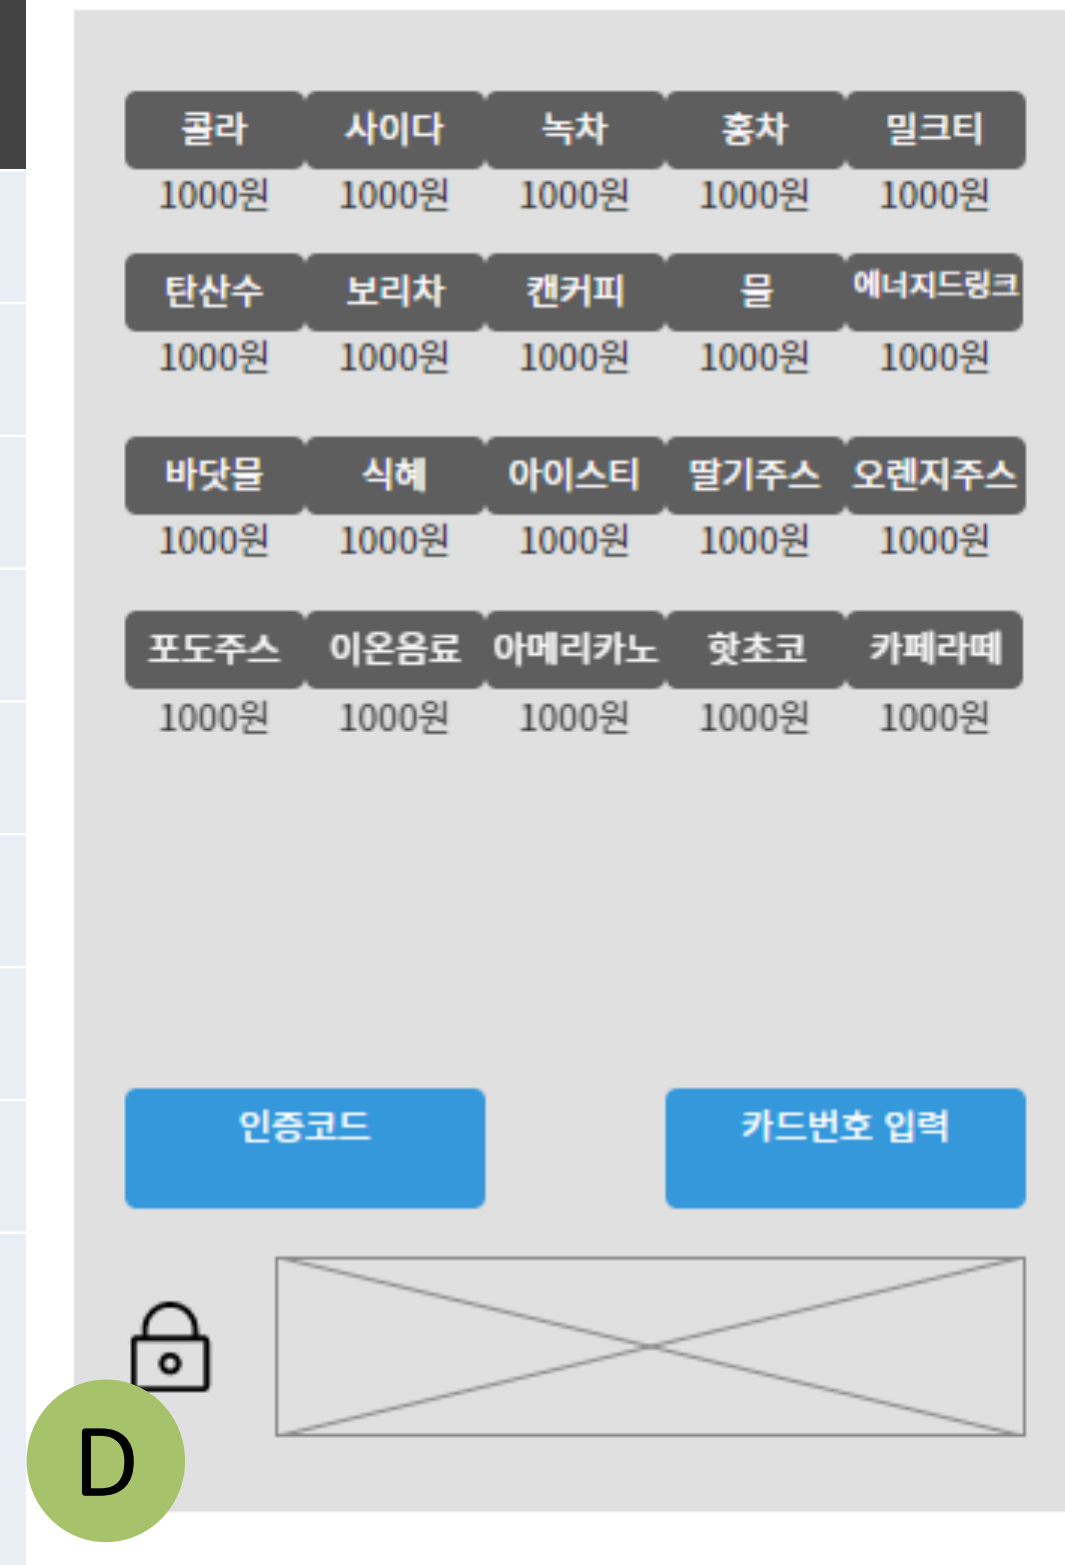 콜라 사이다 녹차 홍차 밀크티
1000원 1000원 1000원 1000원 1000원
탄산수 보리차 캔커피 물 에너지드링크
1000원 1000원 1000원 1000원 1000원
바닷물 식혜 아이스티 딸기주스 오렌지주스
1000원 1000원 1000원 1000원 1000원
포도주스 이온음료 아메리카노 핫초코 카페라떼
1000원 1000원 1000원 1000원 1000원
인증코드 카드번호 입력
D